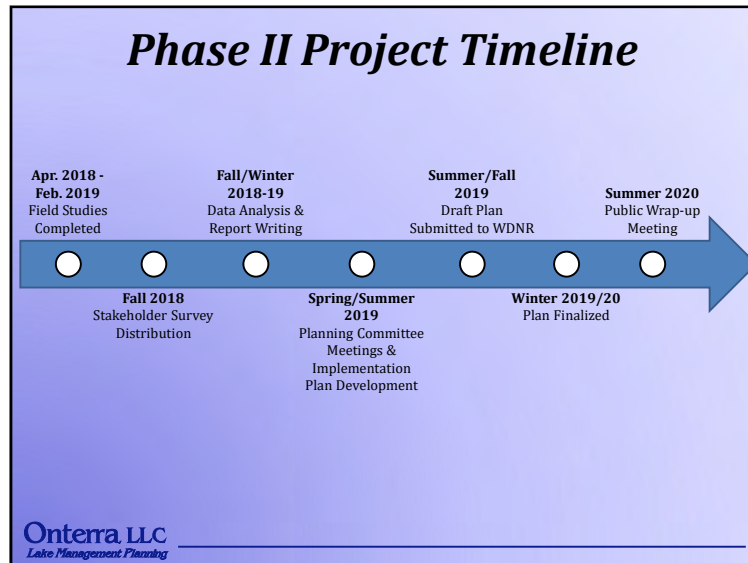 Phase II Project Timeline
Apr. 2018 -
Feb. 2019
Field Studies
Completed
Fall 2018
Stakeholder Survey
Distribution
Fall/Winter
2018-19
Data Analysis &
Report Writing
Spring/Summer
2019
Planning Committee
Meetings &
Implementation
Plan Development
Summer/Fall
2019
Draft Plan
Submitted to WDNR
Winter 2019/20
Plan Finalized
Summer 2020
Public Wrap-up
Meeting
Onterra, LLC
Lake Management Planning